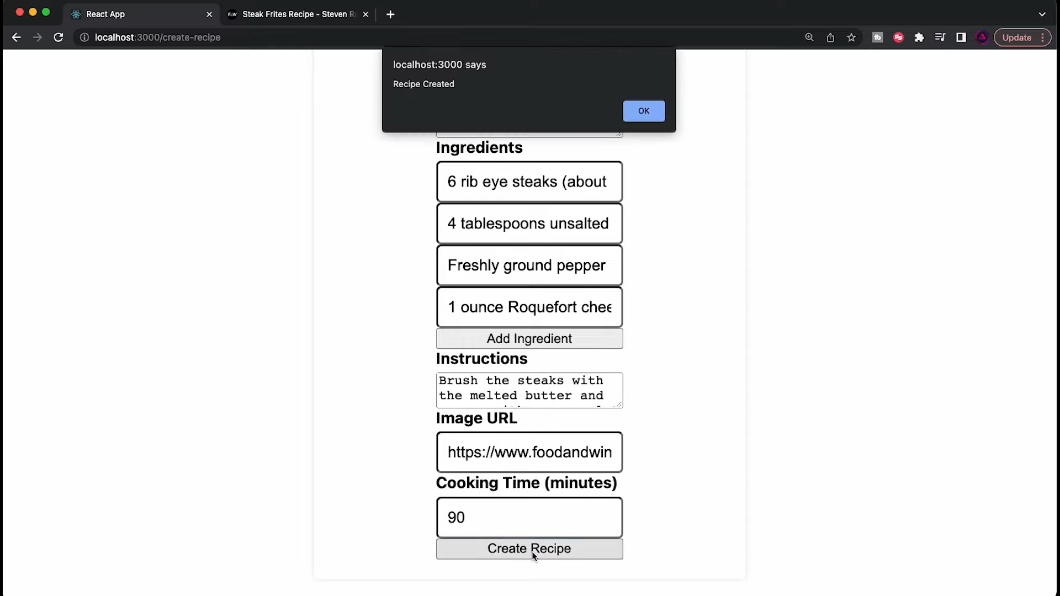 React App
Steak Frites Recipe - Steven R
localhost:3000/create-recipe
Update
localhost:3000 says
Recipe Created
OK
Ingredients
6 rib eye steaks (about
4 tablespoons unsalted
Freshly ground pepper
1 ounce Roquefort chee
Add Ingredient
Instructions
Brush the steaks with
the melted butter and
Image URL
https://www.foodandwin
Cooking Time (minutes)
90
Create Recipe